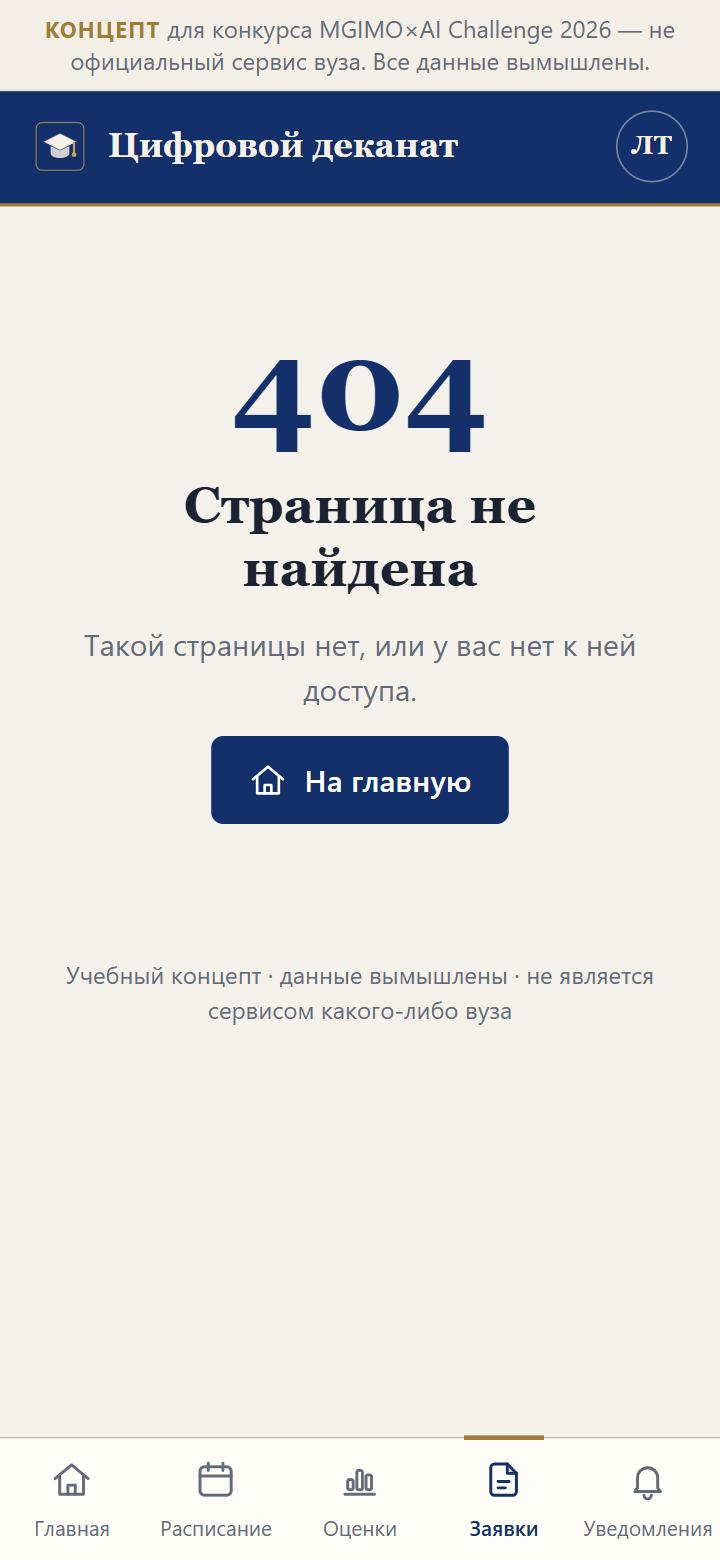 КОНЦЕПТ для конкурса MGIMO×AI Challenge 2026 — не
официальный сервис вуза. Все данные вымышлены.
Цифровой деканат
ЛТ
404
Страница не
найдена
Такой страницы нет, или у вас нет к ней
доступа.
На главную
Учебный концепт · данные вымышлены · не является
сервисом какого-либо вуза
Главная
Расписание
Оценки
Заявки
Уведомления